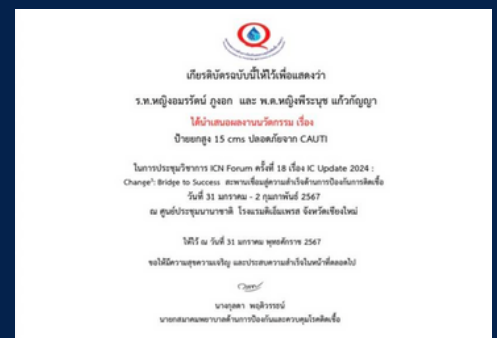 เกียรติบัตรฉบับนี้ให้ไว้เพื่อแสดงว่า
ร.ท.หญิงอมรรัตน์ ภูงอก และ พ.ต.หญิงพีระนุช แก้วกัญญา
ได้นำเสนอผลงานนวัตกรรม เรื่อง
ป้ายยกสูง 15 cms ปลอดภัยจาก CAUTI
ในการประชุมวิชาการ ICN Forum ครั้งที่ 18 เรื่อง IC Update 2024 :
Change³: Bridge to Success สะพานเชื่อมสู่ความสำเร็จด้านการป้องกันการติดเชื้อ
วันที่ 31 มกราคม - 2 กุมภาพันธ์ 2567
ณ ศูนย์ประชุมนานาชาติ โรงแรมดิเอ็มเพรส จังหวัดเชียงใหม่
ให้ไว้ ณ วันที่ 31 มกราคม พุทธศักราช 2567
ขอให้มีความสุขความเจริญ และประสบความสำเร็จในหน้าที่ตลอดไป
นางกุลดา พฤติวรรธน์
นายกสมาคมพยาบาลด้านการป้องกันและควบคุมโรคติดเชื้อ